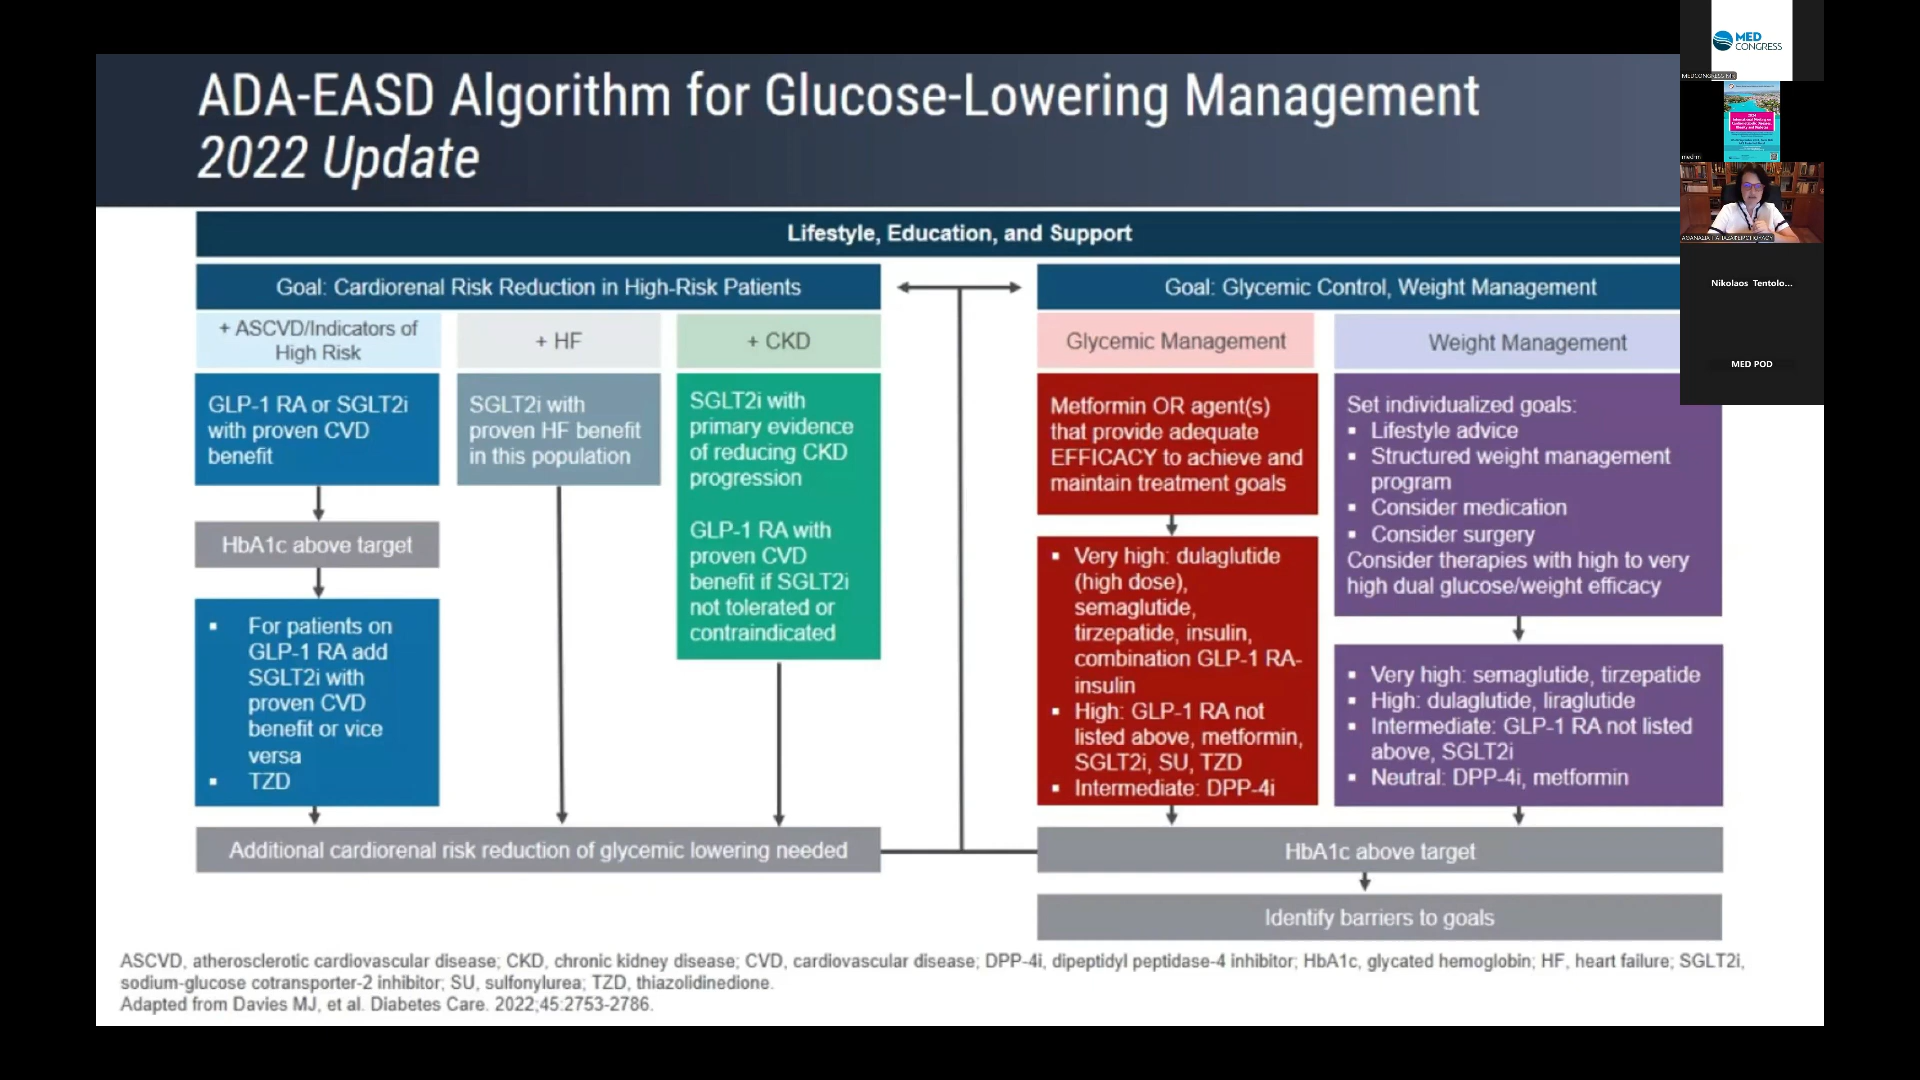 ADA-EASD Algorithm for Glucose-Lowering Management
2022 Update
Lifestyle, Education, and Support
Goal: Cardiorenal Risk Reduction in High-Risk Patients
+ ASCVD/Indicators of
High Risk
+ HF
+ CKD
GLP-1 RA or SGLT2i
with proven CVD
benefit
HbA1c above target
▪ For patients on
GLP-1 RA add
SGLT2i with
proven CVD
benefit or vice
versa
▪ TZD
SGLT2i with
proven HF benefit
in this population
SGLT2i with
primary evidence
of reducing CKD
progression
GLP-1 RA with
proven CVD
benefit if SGLT2i
not tolerated or
contraindicated
Additional cardiorenal risk reduction of glycemic lowering needed
Goal: Glycemic Control, Weight Management
Glycemic Management
Metformin OR agent(s)
that provide adequate
EFFICACY to achieve and
maintain treatment goals
▪ Very high: dulaglutide
(high dose),
semaglutide,
tirzepatide, insulin,
combination GLP-1 RA-
insulin
▪ High: GLP-1 RA not
listed above, metformin,
SGLT2i, SU, TZD
▪ Intermediate: DPP-4i
Weight Management
Set individualized goals:
▪ Lifestyle advice
▪ Structured weight management
program
▪ Consider medication
▪ Consider surgery
Consider therapies with high to very
high dual glucose/weight efficacy
▪ Very high: semaglutide, tirzepatide
▪ High: dulaglutide, liraglutide
▪ Intermediate: GLP-1 RA not listed
above, SGLT2i
▪ Neutral: DPP-4i, metformin
HbA1c above target
Identify barriers to goals
ASCVD, atherosclerotic cardiovascular disease; CKD, chronic kidney disease; CVD, cardiovascular disease; DPP-4i, dipeptidyl peptidase-4 inhibitor; HbA1c, glycated hemoglobin; HF, heart failure; SGLT2i,
sodium-glucose cotransporter-2 inhibitor; SU, sulfonylurea; TZD, thiazolidinedione.
Adapted from Davies MJ, et al. Diabetes Care. 2022;45:2753-2786.
MED
CONGRESS
Nikolaos Tentolo...
MED POD